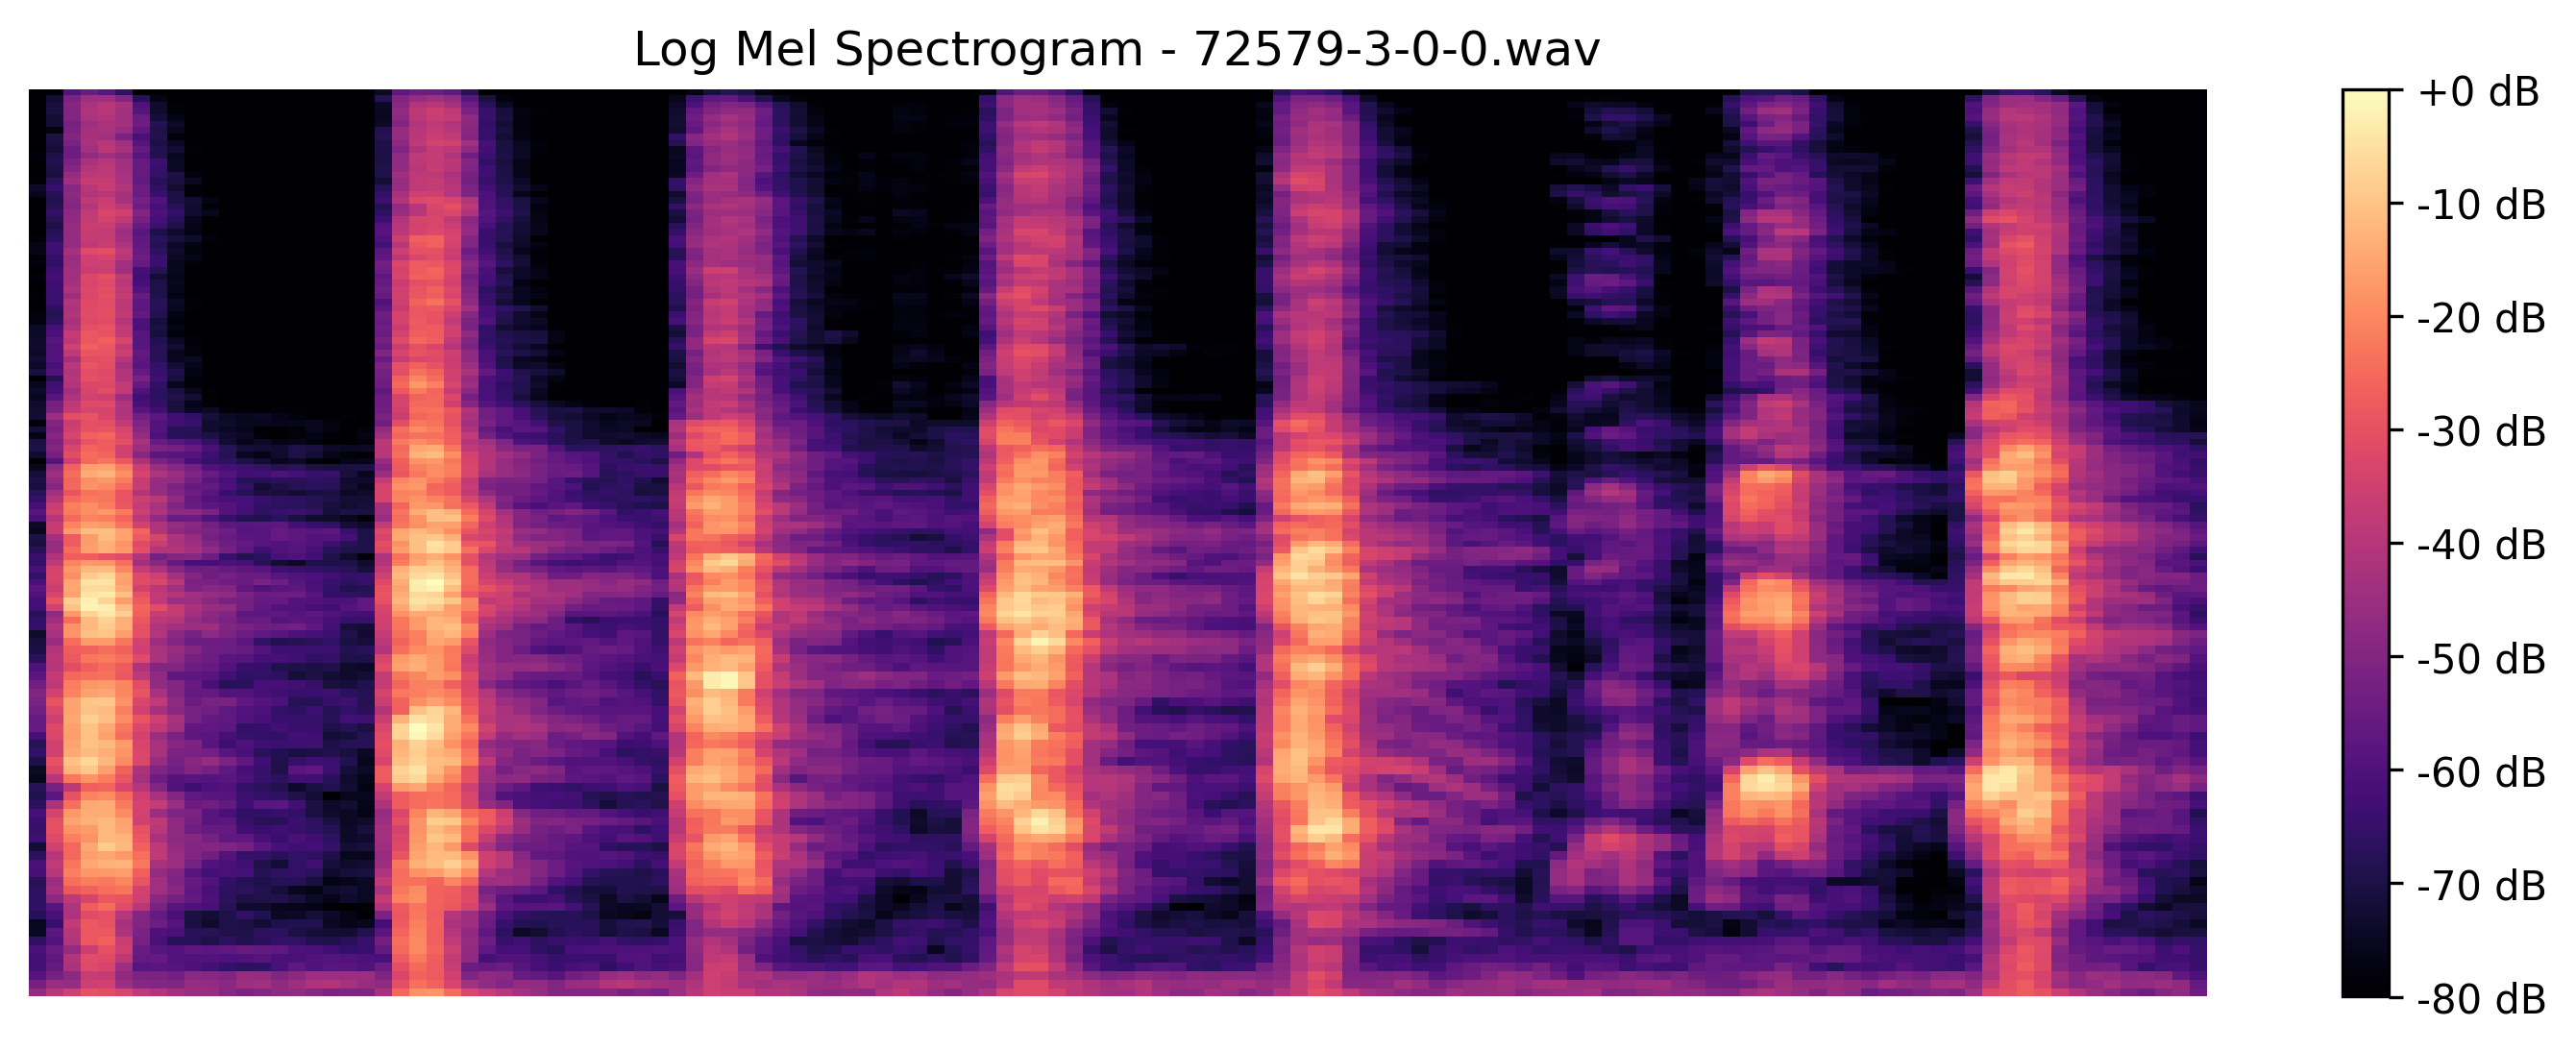 Log Mel Spectrogram - 72579-3-0-0.wav
+0 dB
-10 dB
-20 dB
-30 dB
-40 dB
-50 dB
-60 dB
-70 dB
-80 dB